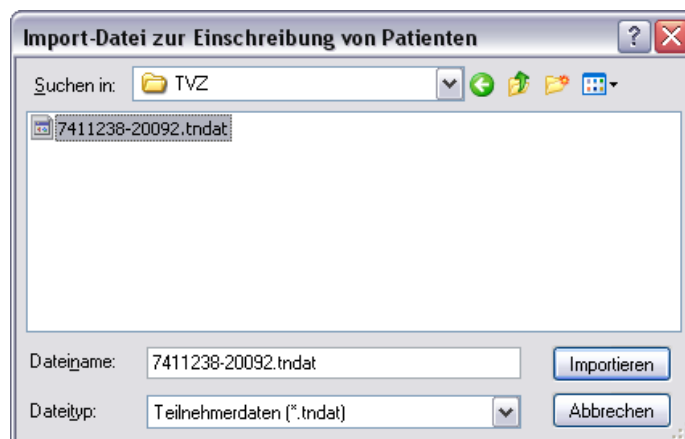 Import-Datei zur Einschreibung von Patienten
Suchen in: TVZ
7411238-20092.tndat
Dateiname: 7411238-20092.tndat Importieren
Dateityp: Teilnehmerdaten (*.tndat) Abbrechen